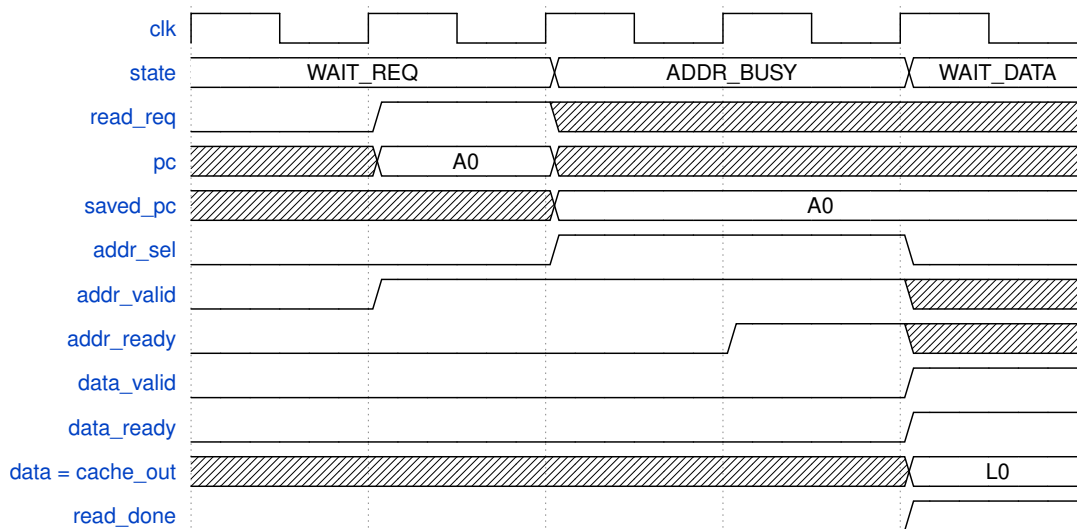 clk
state WAIT_REQ ADDR_BUSY WAIT_DATA
read_req
pc A0
saved_pc A0
addr_sel
addr_valid
addr_ready
data_valid
data_ready
data = cache_out L0
read_done